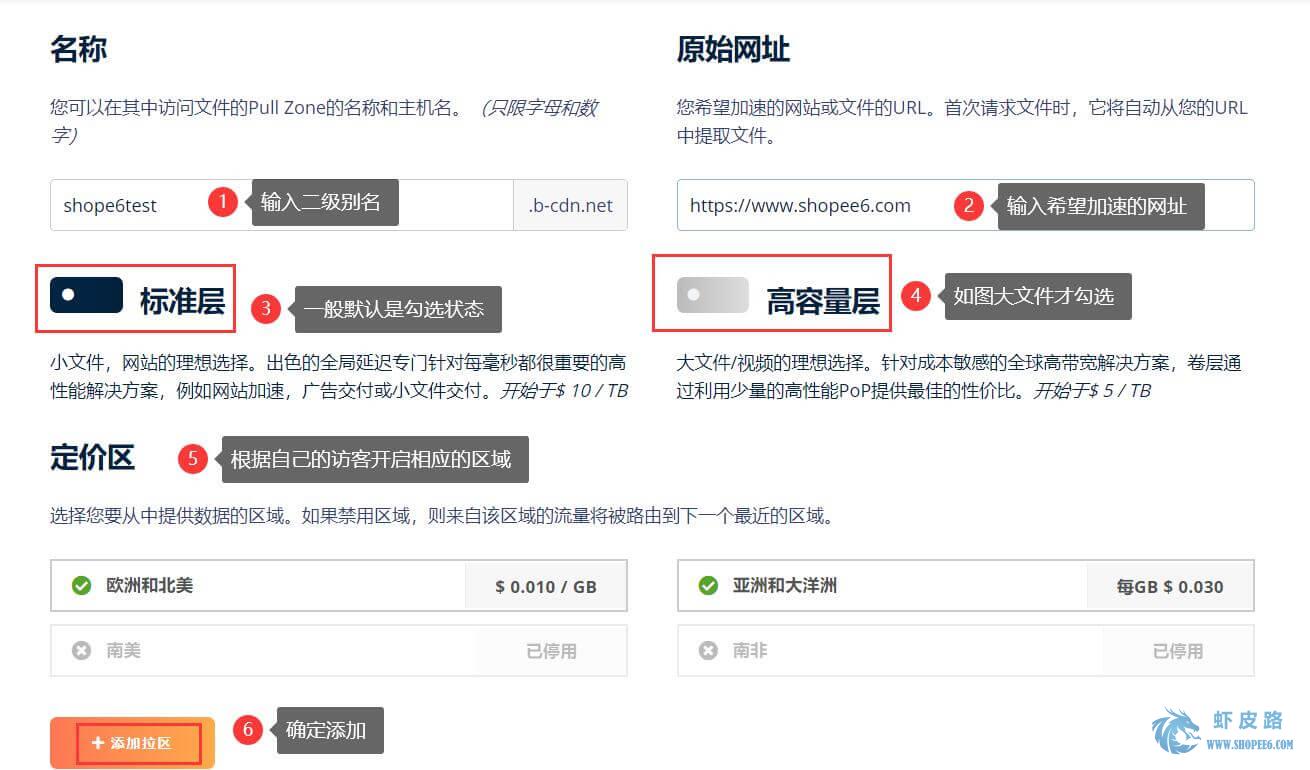 名称
您可以在其中访问文件的Pull Zone的名称和主机名。（只限字母和数
字）
shope6test
1
输入二级别名
.b-cdn.net
原始网址
您希望加速的网站或文件的URL。首次请求文件时，它将自动从您的URL
中提取文件。
https://www.shopee6.com
2
输入希望加速的网址
标准层
3
一般默认是勾选状态
小文件，网站的理想选择。出色的全局延迟专门针对每毫秒都很重要的高
性能解决方案，例如网站加速，广告交付或小文件交付。开始于$ 10 / TB
高容量层
4
如图大文件才勾选
大文件/视频的理想选择。针对成本敏感的全球高带宽解决方案，卷层通
过利用少量的高性能PoP提供最佳的性价比。开始于$ 5 / TB
定价区
5
根据自己的访客开启相应的区域
选择您要从中提供数据的区域。如果禁用区域，则来自该区域的流量将被路由到下一个最近的区域。
欧洲和北美
$ 0.010 / GB
亚洲和大洋洲
每GB $ 0.030
南美
已停用
南非
已停用
+ 添加拉区
6
确定添加
虾皮路
WWW.SHOPEE6.COM